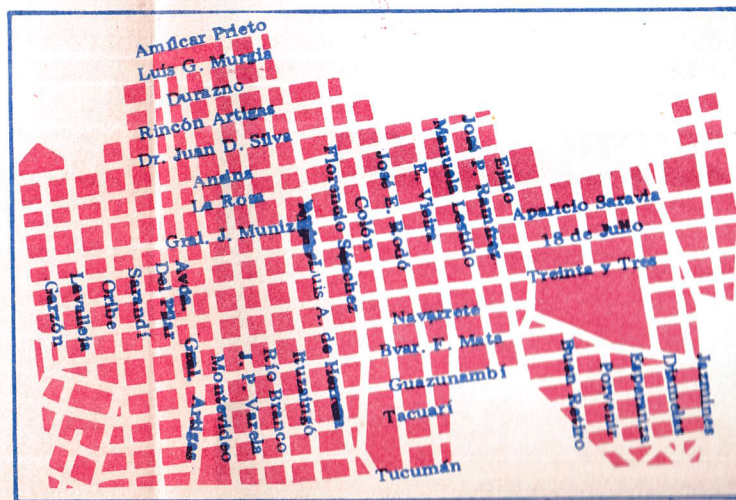 Amílcar Prieto
Luis G. Murgia
Durazno
Rincón Artigas
Dr. Juan D. Silva
Ansina
La Rosa
Gral. J. Muniz
Garzón
Lavalleja
Oribe
Sarandí
Avda. Del Pilar
Gral. Artigas
Montevideo
J. P. Varela
Río Branco
Ituzaingó
Luis A. de Herrera
Florencio Sánchez
Colón
José E. Rodó
F. Vieira
Manuela Lestido
José P. Ramírez
Ejido
Aparicio Saravia
18 de Julio
Treinta y Tres
Navarrete
Bvar. F. Mata
Guazunambí
Tacuarí
Tucumán
Buen Retiro
Porvenir
Esperanza
Diamelas
Jazmines